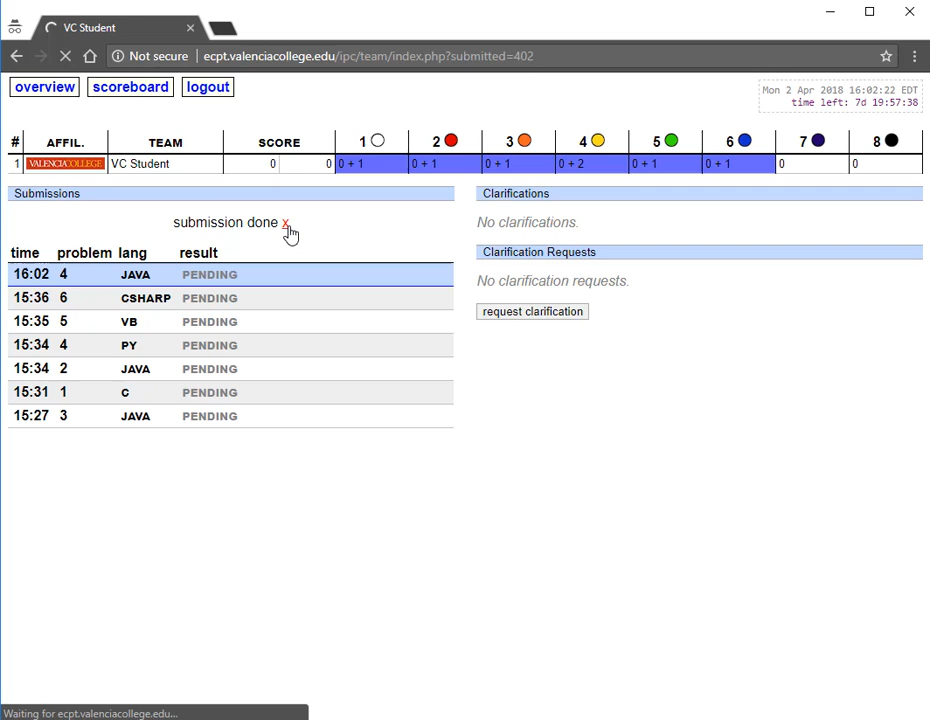 VC Student
Not secure | ecpt.valenciacollege.edu/ipc/team/index.php?submitted=402
overview scoreboard logout
Mon 2 Apr 2018 16:02:22 EDT
time left: 7d 19:57:38
# AFFIL. TEAM SCORE 1 2 3 4 5 6 7 8
1 VALENCIACOLLEGE VC Student 0 0 0 + 1 0 + 1 0 + 1 0 + 2 0 + 1 0 + 1 0 0
Submissions
submission done x
time problem lang result
16:02 4 JAVA PENDING
15:36 6 CSHARP PENDING
15:35 5 VB PENDING
15:34 4 PY PENDING
15:34 2 JAVA PENDING
15:31 1 C PENDING
15:27 3 JAVA PENDING
Clarifications
No clarifications.
Clarification Requests
No clarification requests.
request clarification
Waiting for ecpt.valenciacollege.edu...